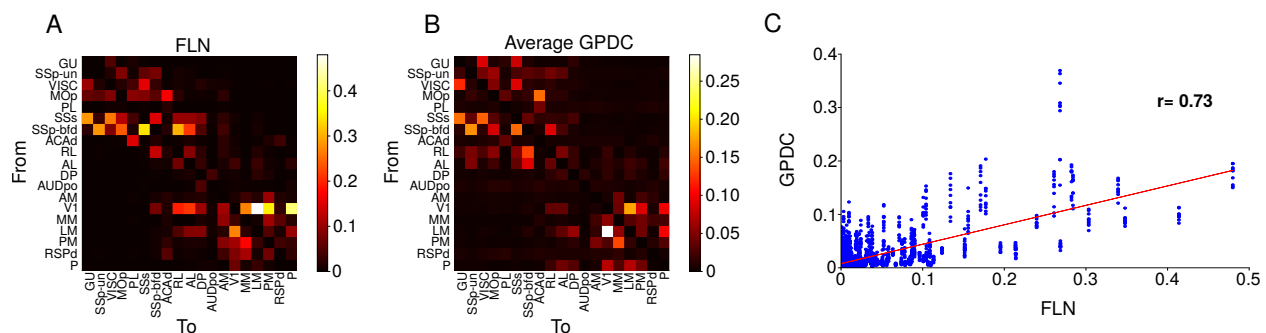 A
FLN
From
GU
SSp-un
VISC
MOp
PL
SSs
SSp-bfd
ACAd
RL
AL
DP
AUDpo
AM
V1
MM
LM
PM
RSPd
P
GU
SSp-un
VISC
MOp
PL
SSs
SSp-bfd
ACAd
RL
AL
DP
AUDpo
AM
V1
MM
LM
PM
RSPd
P
To
0.4
0.3
0.2
0.1
0
B
Average GPDC
From
GU
SSp-un
VISC
MOp
PL
SSs
SSp-bfd
ACAd
RL
AL
DP
AUDpo
AM
V1
MM
LM
PM
RSPd
P
GU
SSp-un
VISC
MOp
PL
SSs
SSp-bfd
ACAd
RL
AL
DP
AUDpo
AM
V1
MM
LM
PM
RSPd
P
To
0.25
0.20
0.15
0.10
0.05
0
C
GPDC
0.4
0.3
0.2
0.1
0
r= 0.73
0
0.1
0.2
0.3
0.4
0.5
FLN